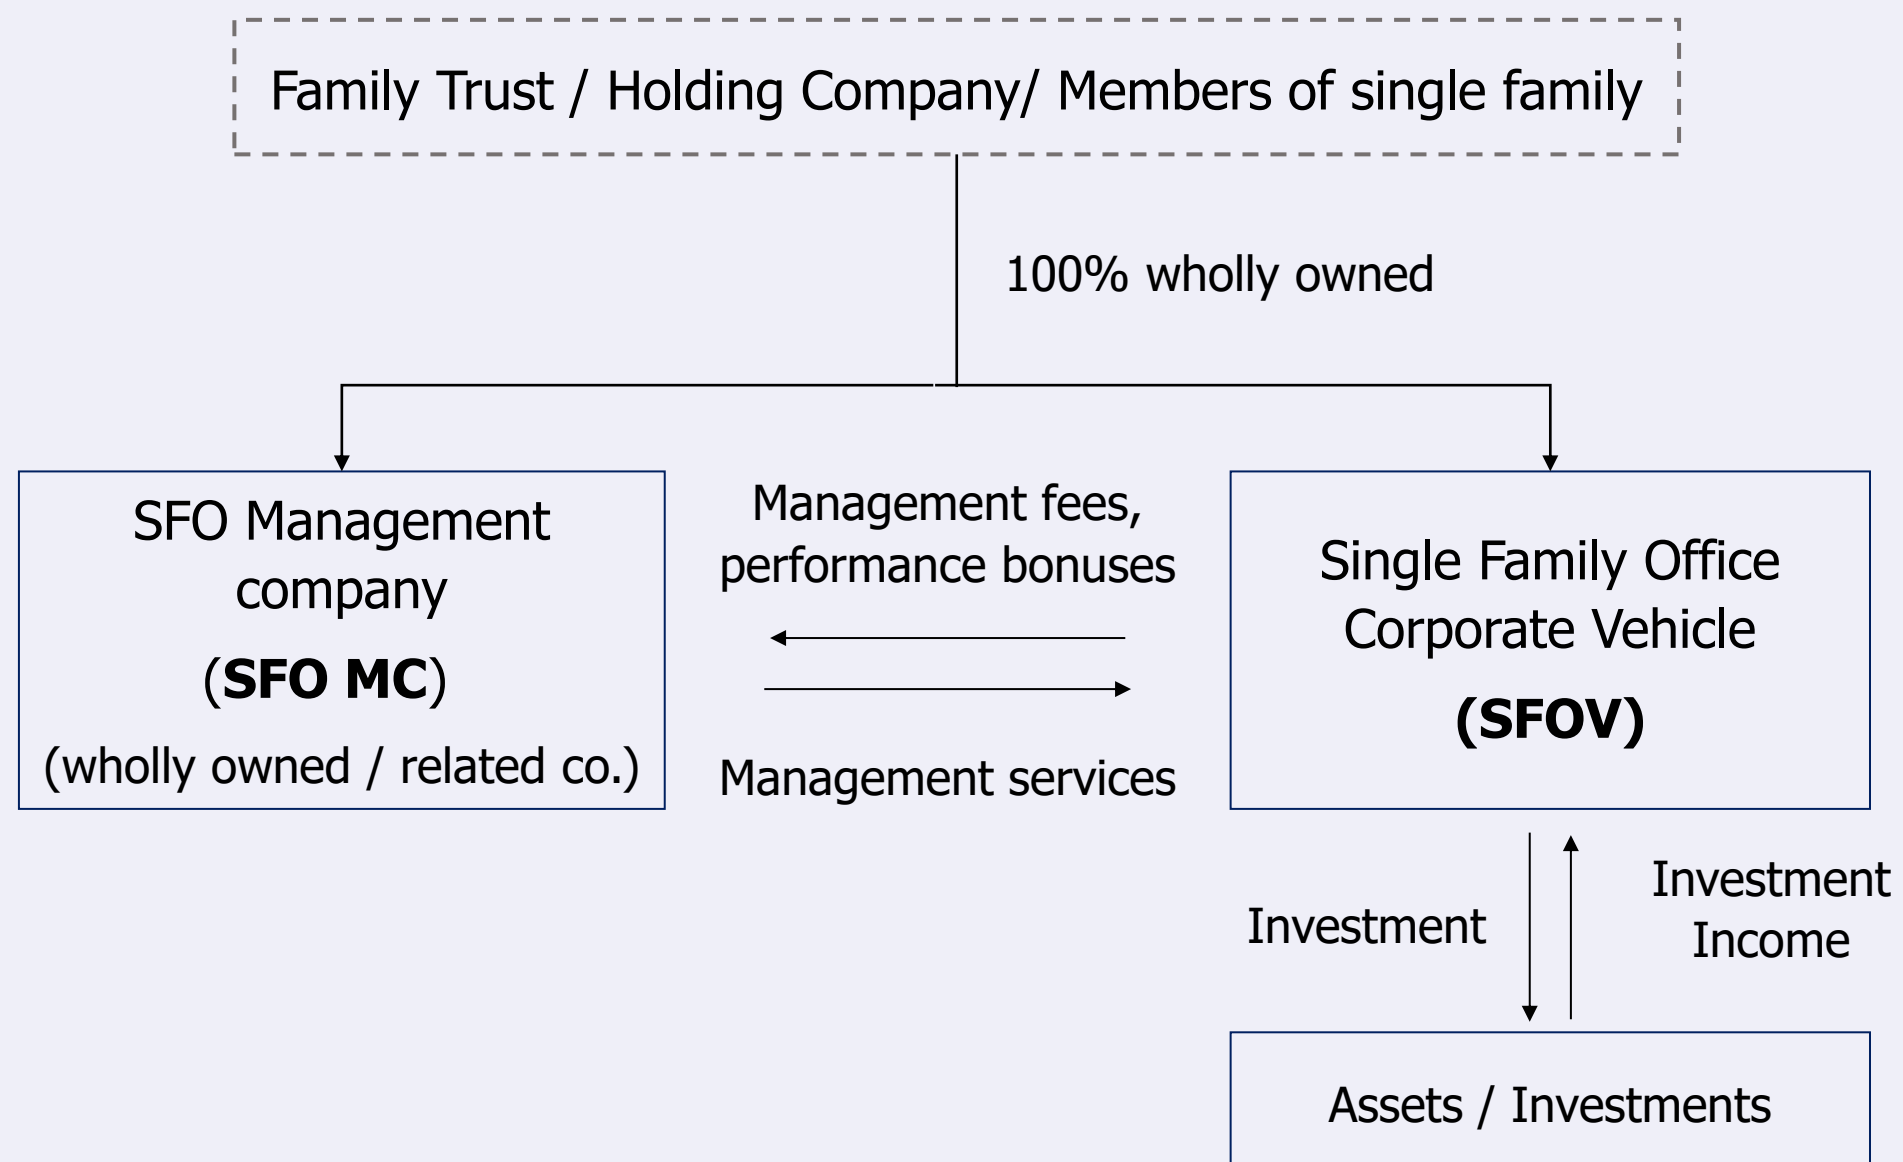 Family Trust / Holding Company/ Members of single family
100% wholly owned
SFO Management
company
(SFO MC)
(wholly owned / related co.)
Management fees,
performance bonuses
Management services
Single Family Office
Corporate Vehicle
(SFOV)
Investment
Investment
Income
Assets / Investments